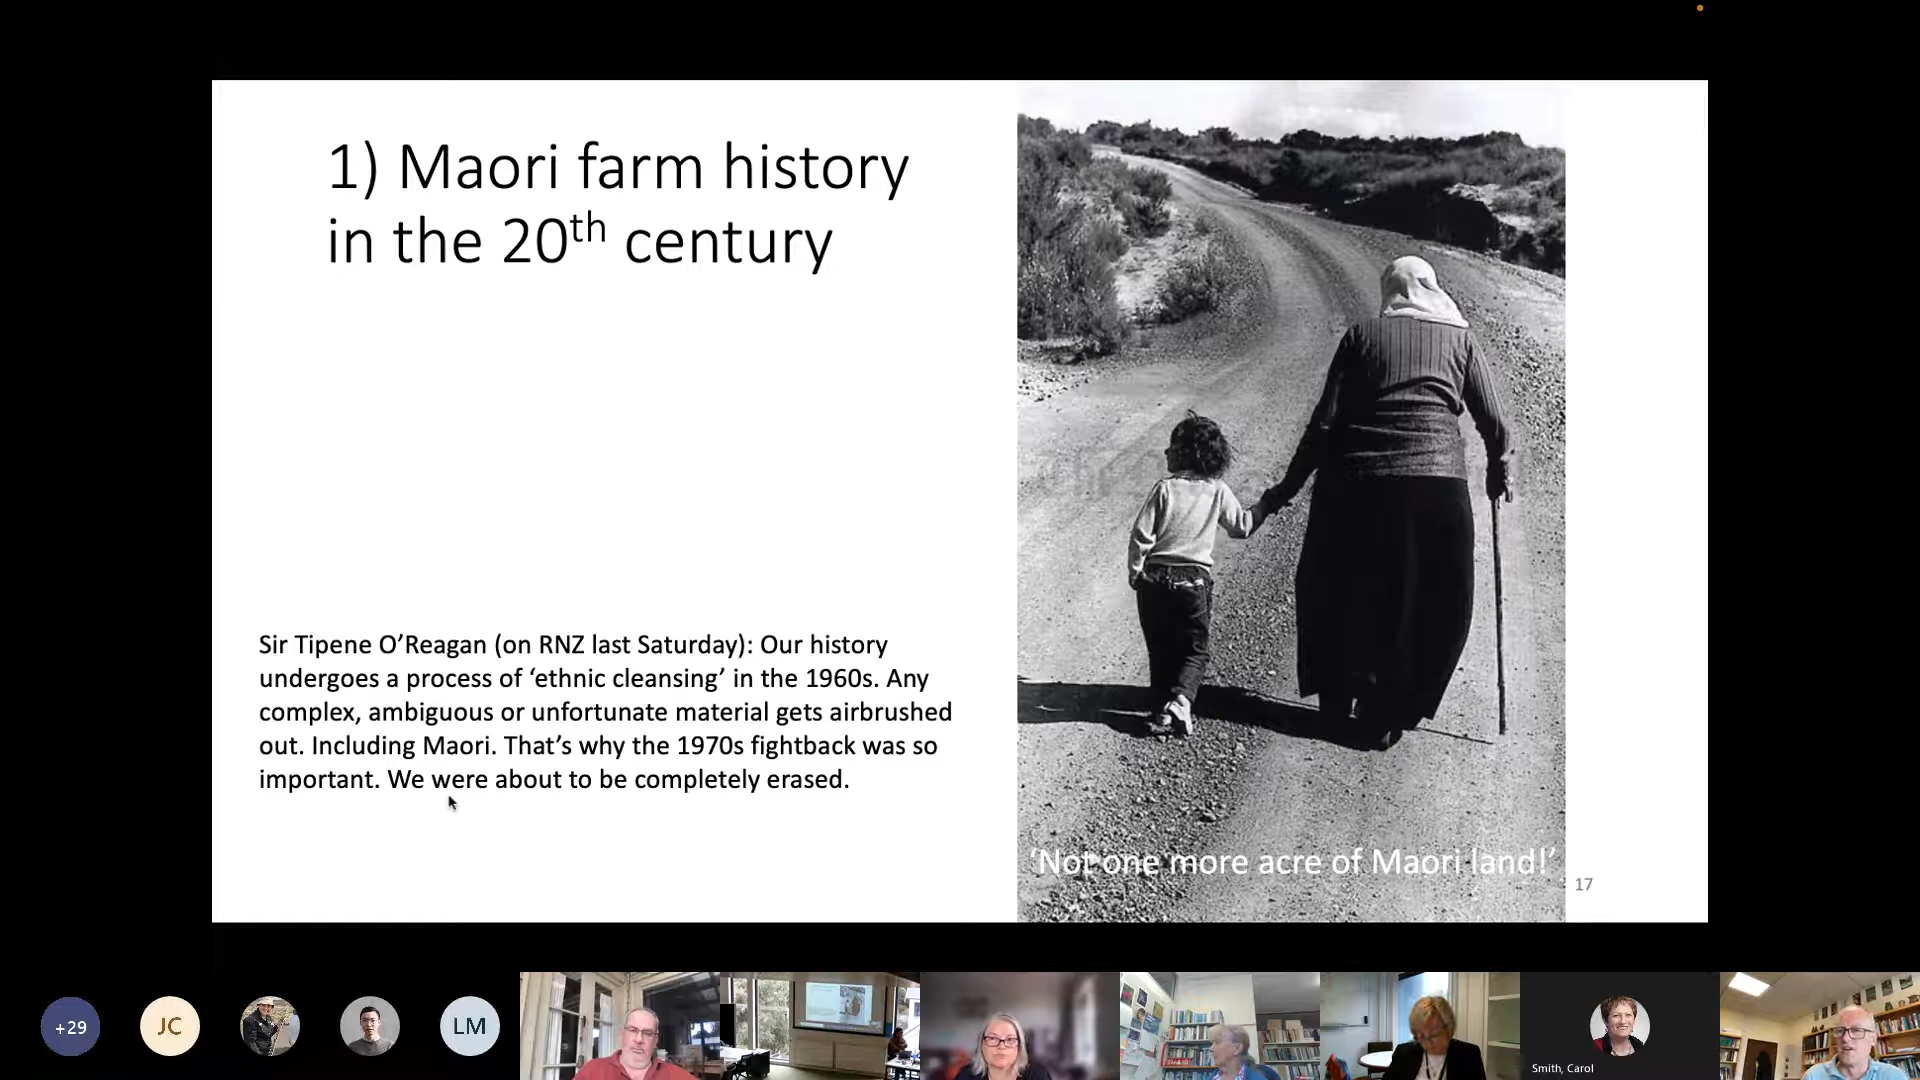 1) Maori farm history
in the 20th century
Sir Tipene O’Reagan (on RNZ last Saturday): Our history
undergoes a process of ‘ethnic cleansing’ in the 1960s. Any
complex, ambiguous or unfortunate material gets airbrushed
out. Including Maori. That’s why the 1970s fightback was so
important. We were about to be completely erased.
‘Not one more acre of Maori land!’
17
+29
JC
LM
Smith, Carol